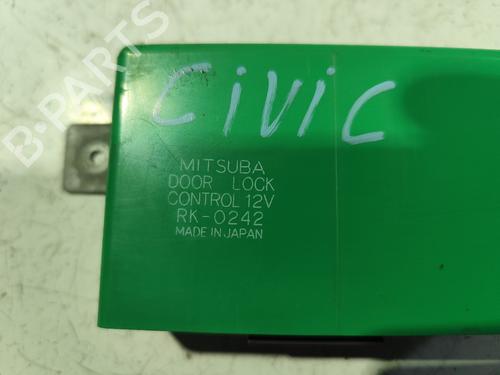 CIVIC
MITSUBA
DOOR LOCK
CONTROL 12V
RK-0242
MADE IN JAPAN
B-PARTS